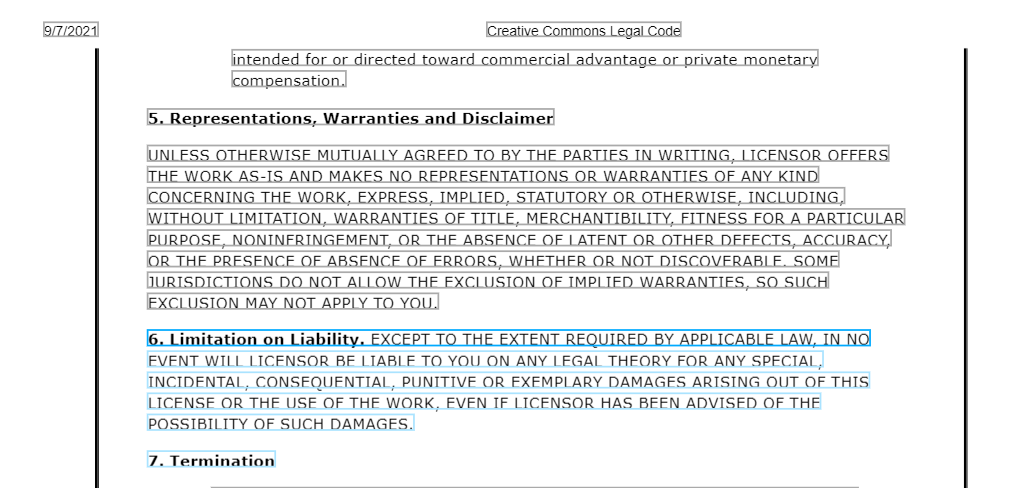 9/7/2021 Creative Commons Legal Code
intended for or directed toward commercial advantage or private monetary
compensation.
5. Representations, Warranties and Disclaimer
UNLESS OTHERWISE MUTUALLY AGREED TO BY THE PARTIES IN WRITING, LICENSOR OFFERS
THE WORK AS-IS AND MAKES NO REPRESENTATIONS OR WARRANTIES OF ANY KIND
CONCERNING THE WORK, EXPRESS, IMPLIED, STATUTORY OR OTHERWISE, INCLUDING,
WITHOUT LIMITATION, WARRANTIES OF TITLE, MERCHANTIBILITY, FITNESS FOR A PARTICULAR
PURPOSE, NONINFRINGEMENT, OR THE ABSENCE OF LATENT OR OTHER DEFECTS, ACCURACY,
OR THE PRESENCE OF ABSENCE OF ERRORS, WHETHER OR NOT DISCOVERABLE. SOME
JURISDICTIONS DO NOT ALLOW THE EXCLUSION OF IMPLIED WARRANTIES, SO SUCH
EXCLUSION MAY NOT APPLY TO YOU.
6. Limitation on Liability. EXCEPT TO THE EXTENT REQUIRED BY APPLICABLE LAW, IN NO
EVENT WILL LICENSOR BE LIABLE TO YOU ON ANY LEGAL THEORY FOR ANY SPECIAL,
INCIDENTAL, CONSEQUENTIAL, PUNITIVE OR EXEMPLARY DAMAGES ARISING OUT OF THIS
LICENSE OR THE USE OF THE WORK, EVEN IF LICENSOR HAS BEEN ADVISED OF THE
POSSIBILITY OF SUCH DAMAGES.
7. Termination